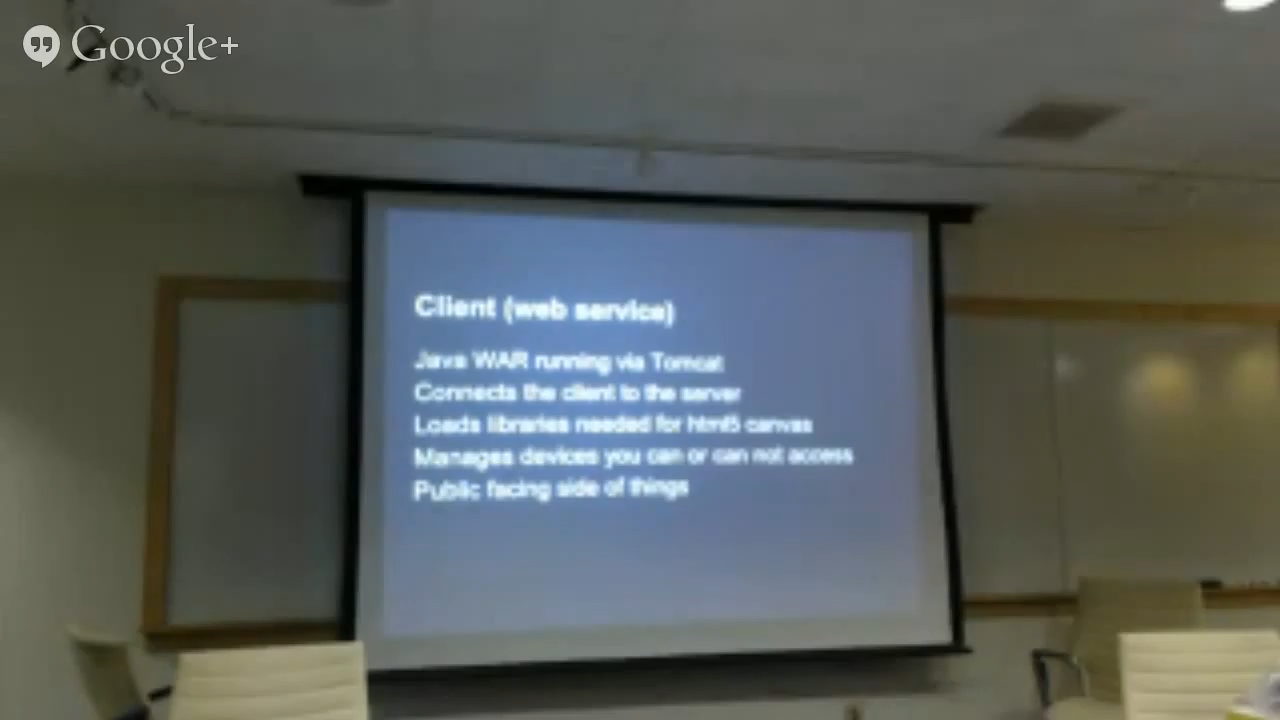 Google+
Client (web service)
Java WAR running via Tomcat
Connects the client to the server
Loads libraries needed for html5 canvas
Manages devices you can or can not access
Public facing side of things